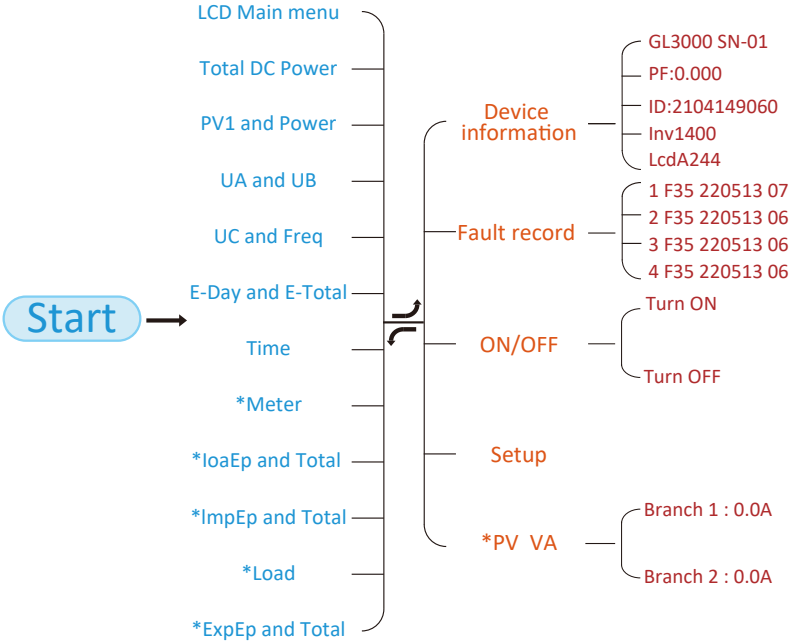 LCD Main menu
Total DC Power
PV1 and Power
UA and UB
UC and Freq
E-Day and E-Total
Start
Time
*Meter
*IoaEp and Total
*ImpEp and Total
*Load
*ExpEp and Total
Device
information
Fault record
ON/OFF
Setup
*PV VA
GL3000 SN-01
PF:0.000
ID:2104149060
Inv1400
LcdA244
1 F35 220513 07
2 F35 220513 06
3 F35 220513 06
4 F35 220513 06
Turn ON
Turn OFF
Branch 1 : 0.0A
Branch 2 : 0.0A